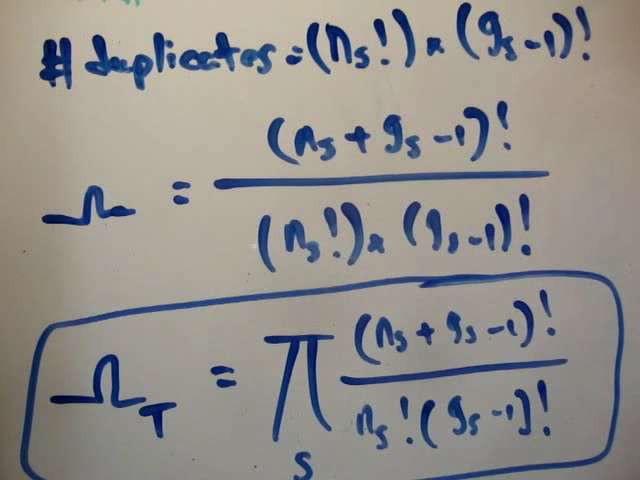 # duplicates = (ns!) × (gs-1)!
Ω = (ns + gs -1)! / (ns!) × (gs-1)!
ΩT = ∏s (ns + gs -1)! / ns! (gs-1)!